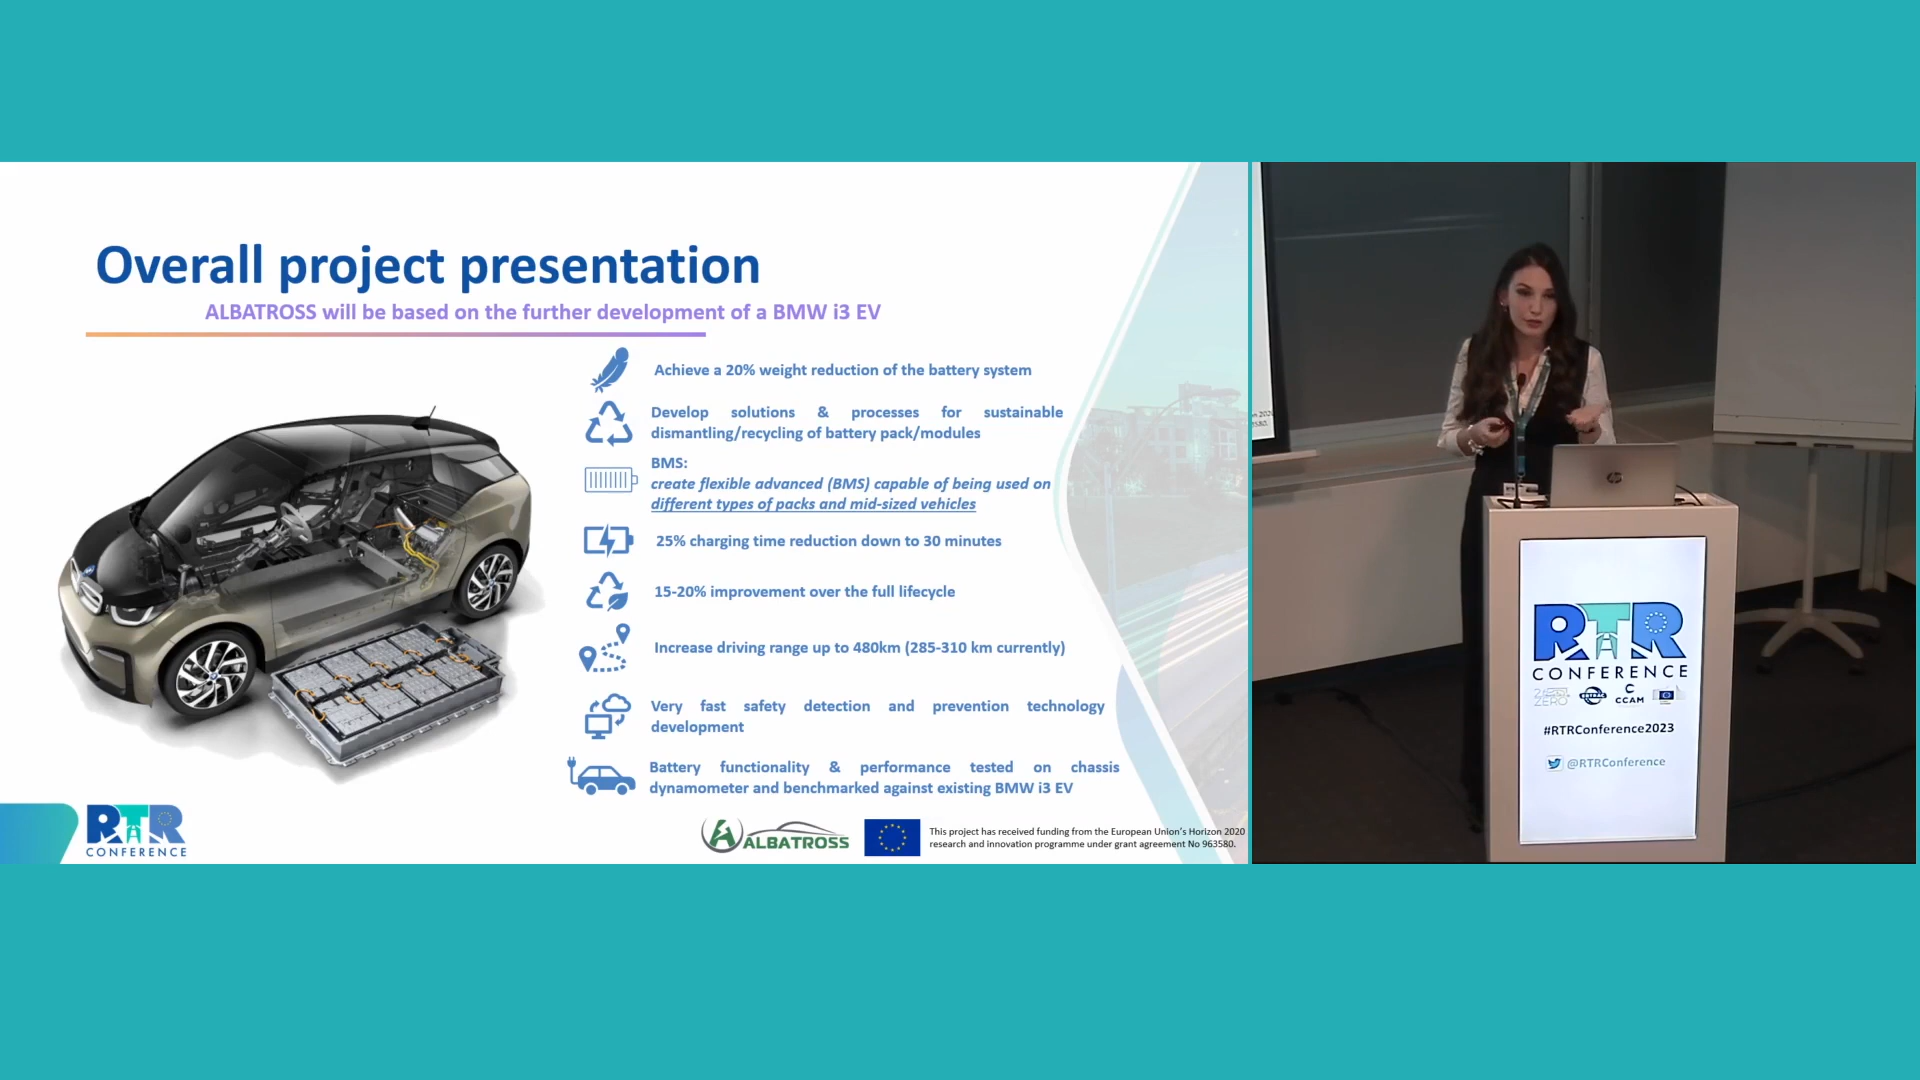 Overall project presentation
ALBATROSS will be based on the further development of a BMW i3 EV
Achieve a 20% weight reduction of the battery system
Develop solutions & processes for sustainable
dismantling/recycling of battery pack/modules
BMS:
create flexible advanced (BMS) capable of being used on
different types of packs and mid-sized vehicles
25% charging time reduction down to 30 minutes
15-20% improvement over the full lifecycle
Increase driving range up to 480km (285-310 km currently)
Very fast safety detection and prevention technology
development
Battery functionality & performance tested on chassis
dynamometer and benchmarked against existing BMW i3 EV
RTR
CONFERENCE
ALBATROSS
This project has received funding from the European Union's Horizon 2020
research and innovation programme under grant agreement No 963580.
hp
RTR
CONFERENCE
2ZERO
ERTRAC
CCAM
#RTRConference2023
@RTRConference